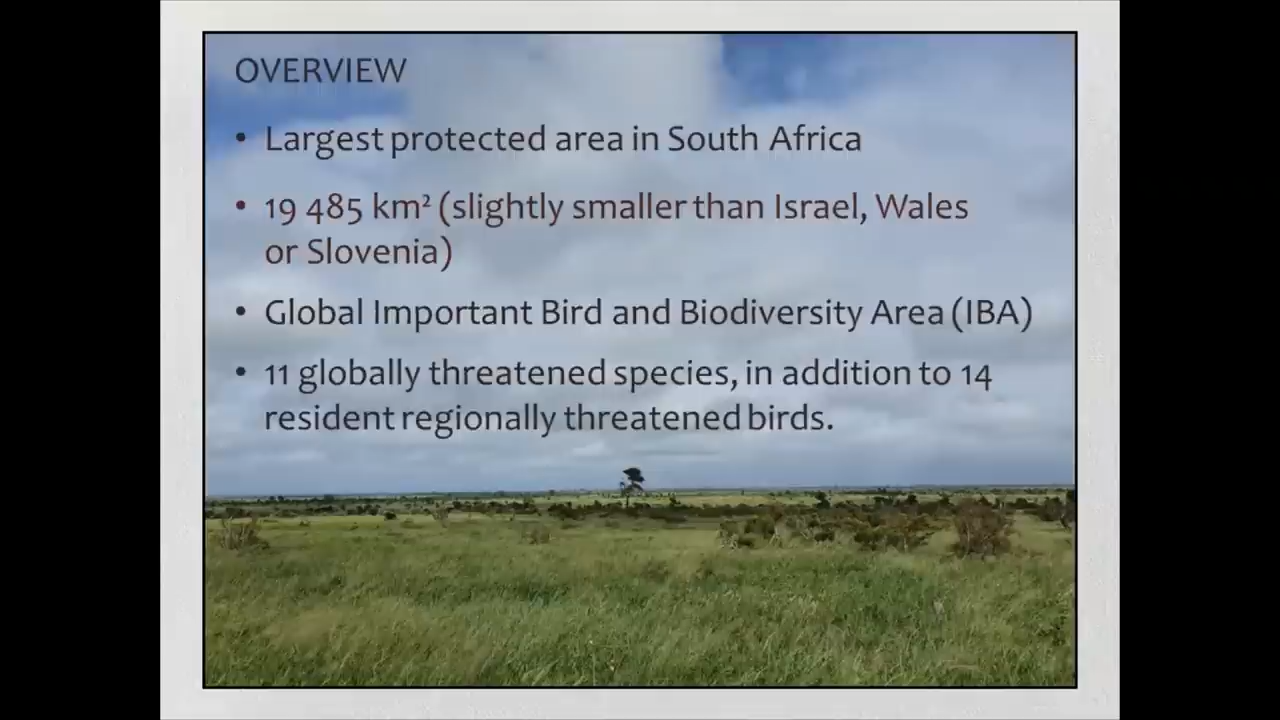 OVERVIEW
• Largest protected area in South Africa
• 19 485 km² (slightly smaller than Israel, Wales
or Slovenia)
• Global Important Bird and Biodiversity Area (IBA)
• 11 globally threatened species, in addition to 14
resident regionally threatened birds.